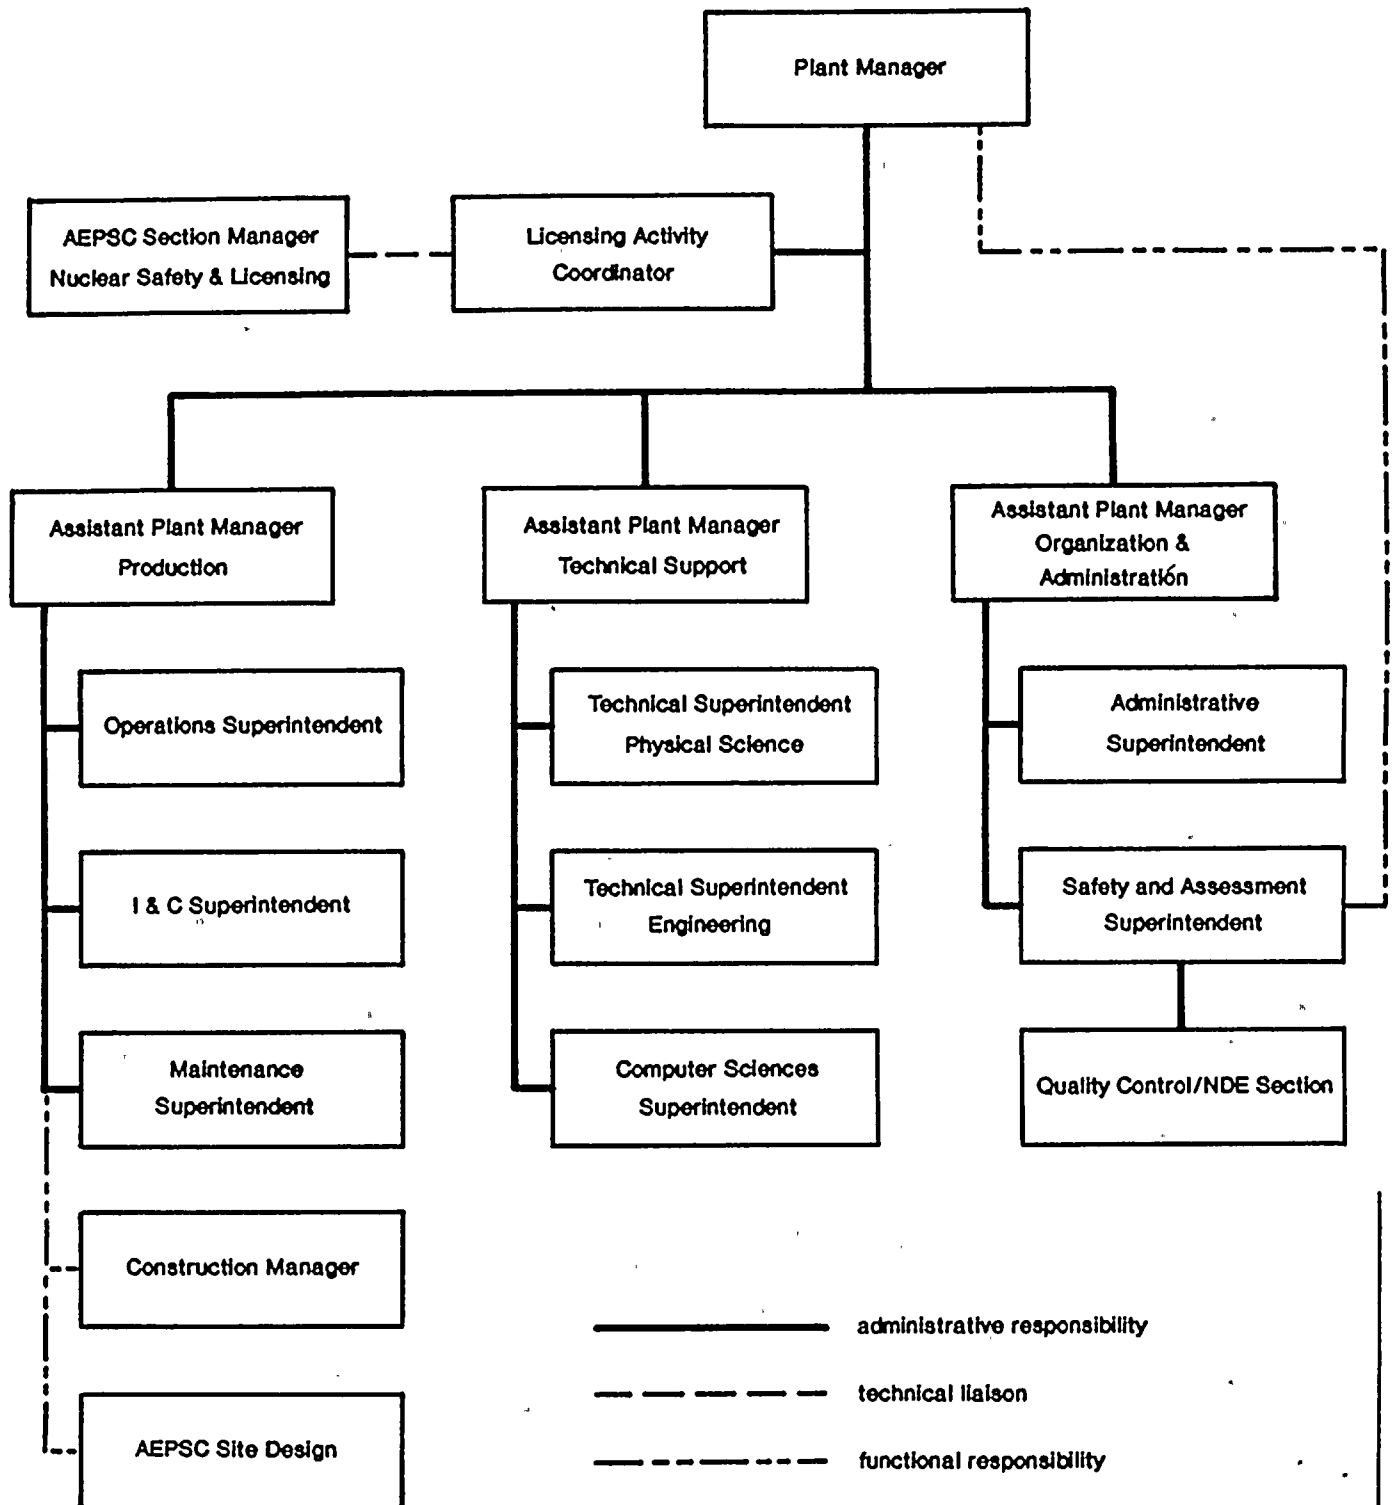 Plant Manager
AEPSC Section Manager
Nuclear Safety & Licensing
Licensing Activity
Coordinator
Assistant Plant Manager
Production
Assistant Plant Manager
Technical Support
Assistant Plant Manager
Organization &
Administration
Operations Superintendent
Technical Superintendent
Physical Science
Administrative
Superintendent
I & C Superintendent
Technical Superintendent
Engineering
Safety and Assessment
Superintendent
Maintenance
Superintendent
Computer Sciences
Superintendent
Quality Control/NDE Section
Construction Manager
administrative responsibility
technical liaison
AEPSC Site Design
functional responsibility